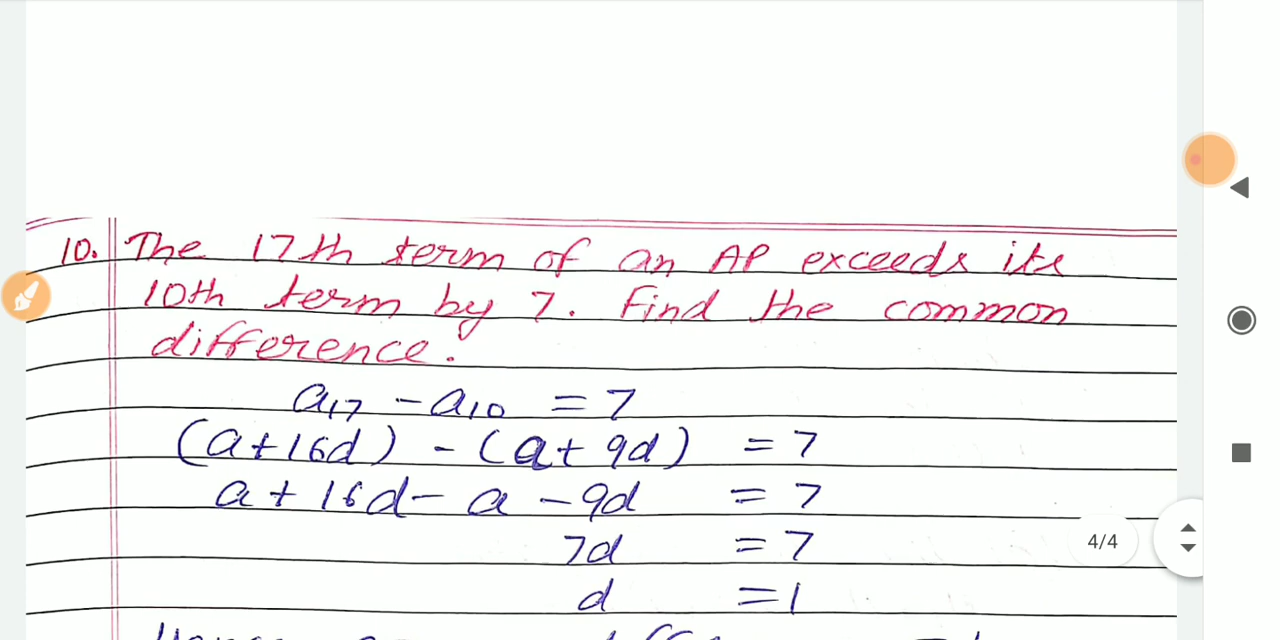 10. The 17th term of an AP exceeds its
10th term by 7. Find the common
difference.
a17 - a10 = 7
(a+16d) - (a+ 9d) = 7
a + 16d - a - 9d = 7
7d = 7
d = 1
4/4